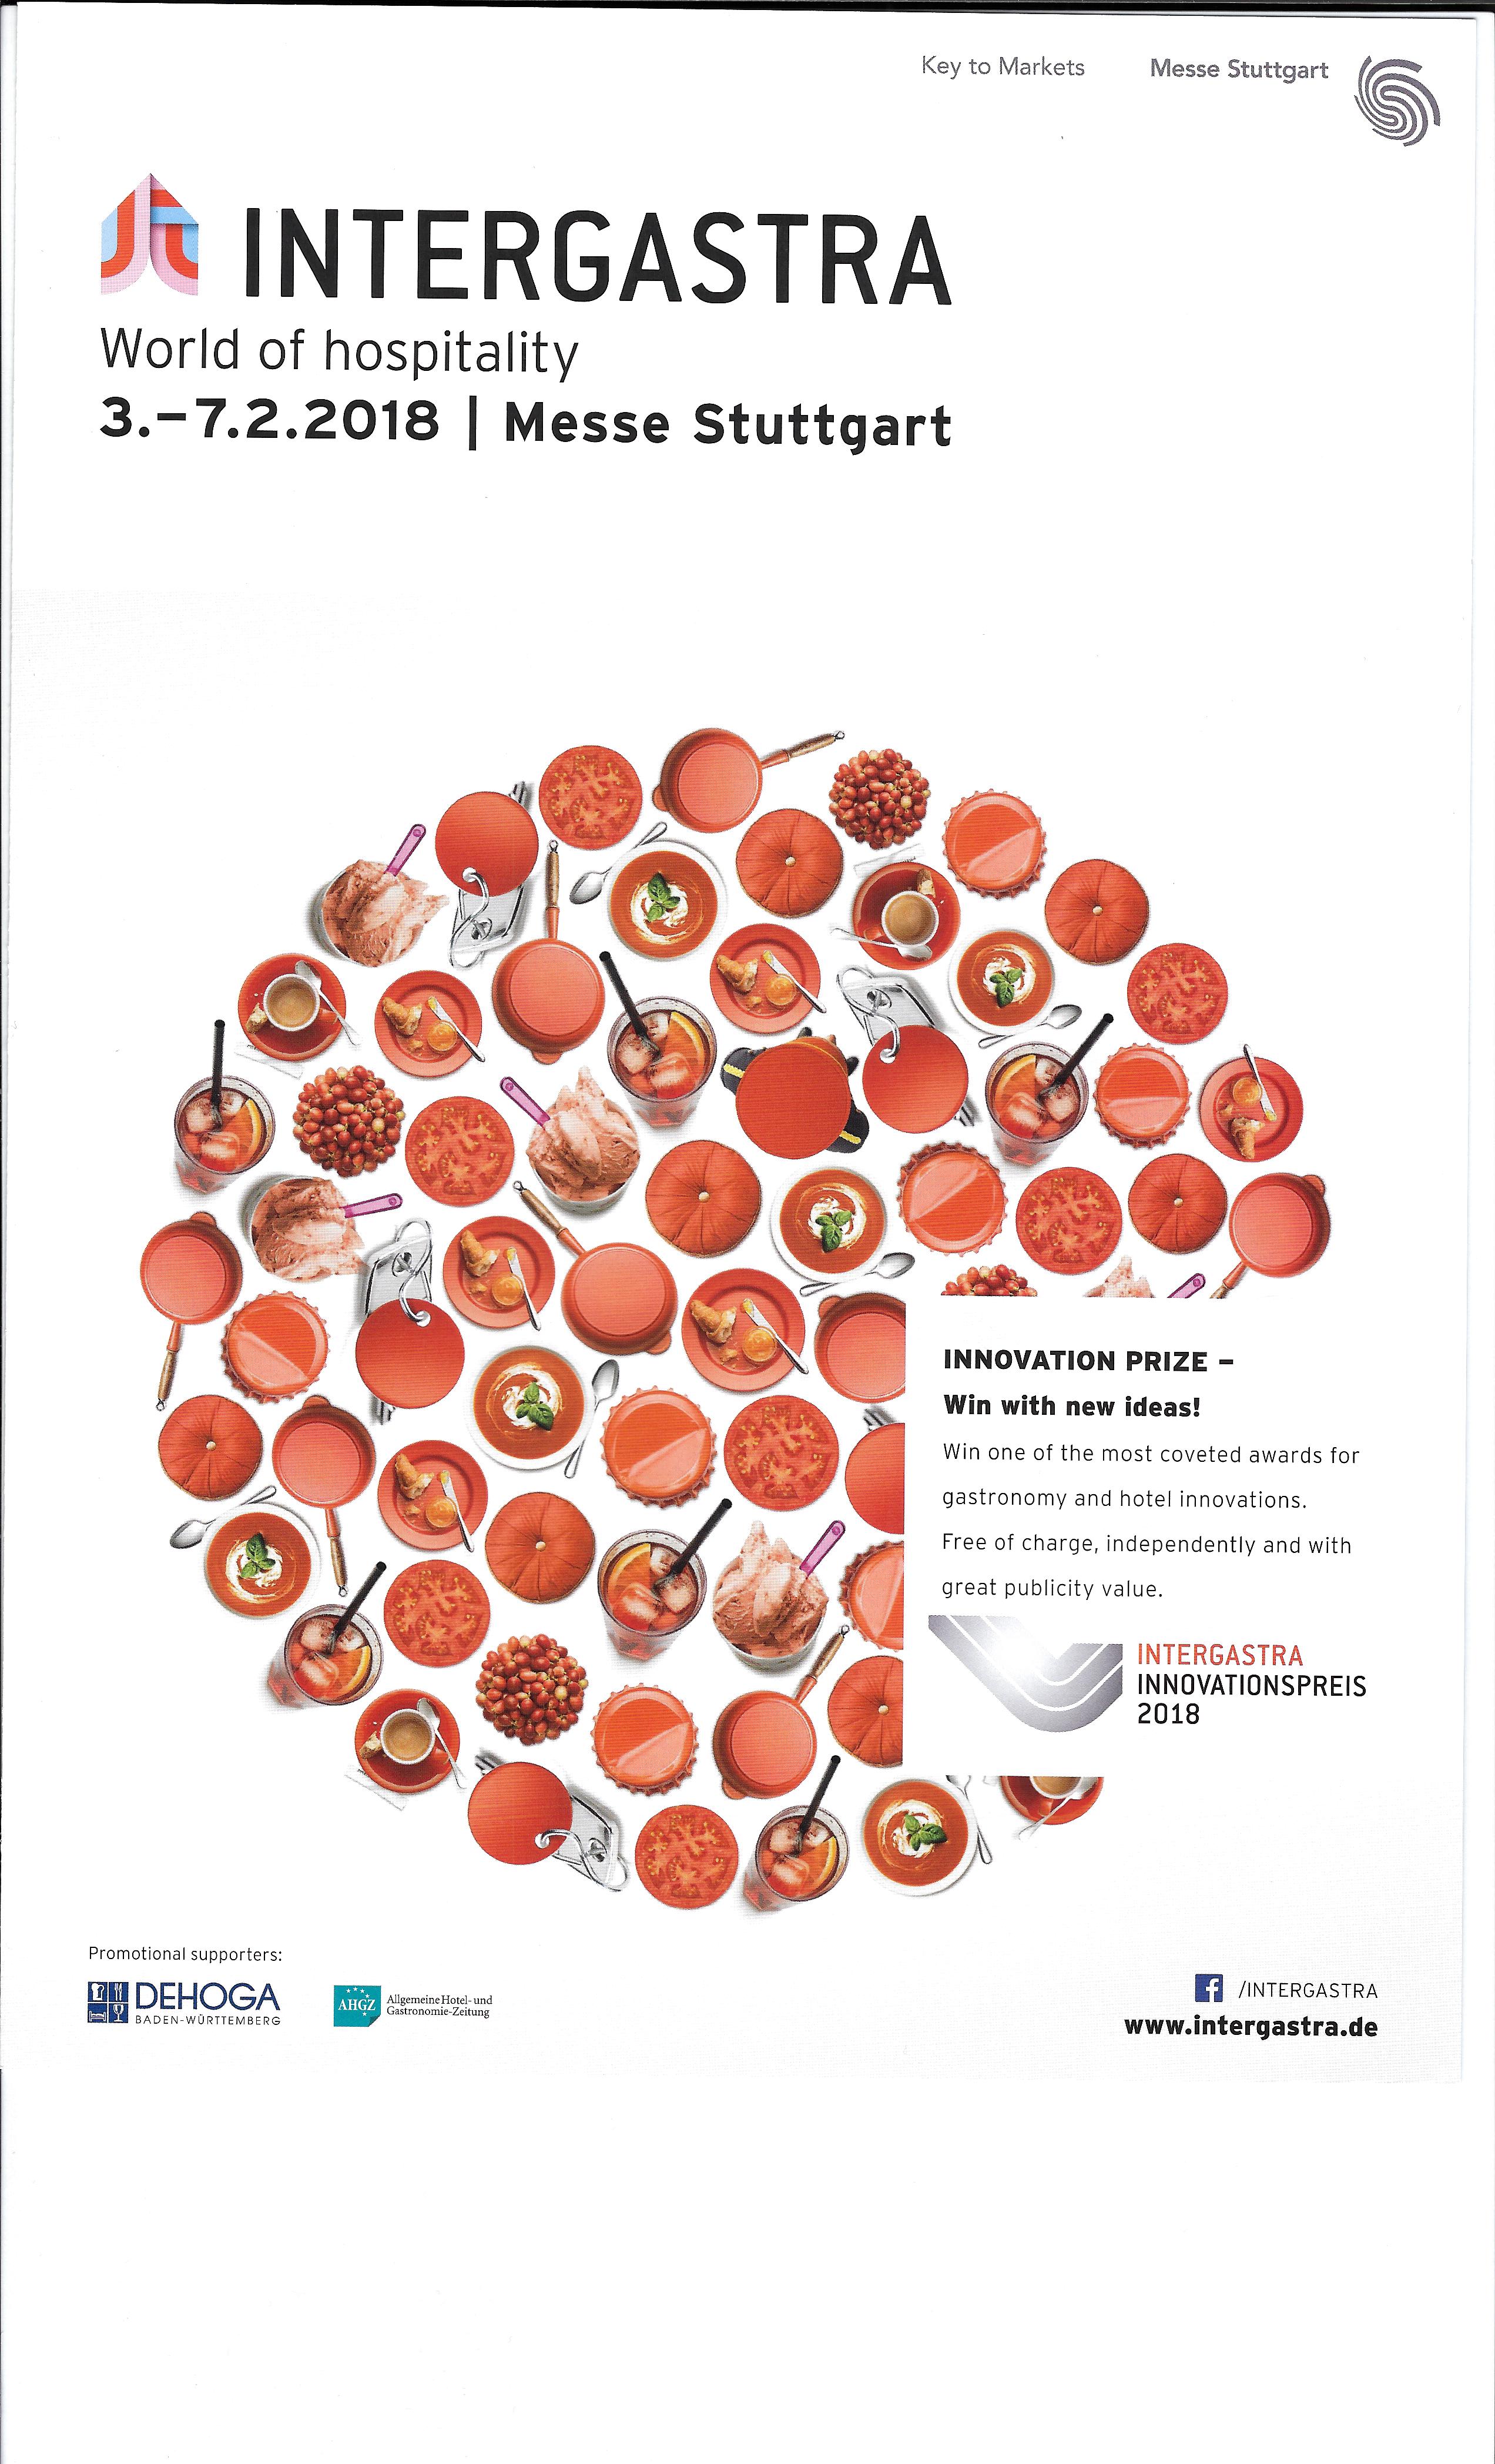 Key to Markets
Messe Stuttgart
INTERGASTRA
World of hospitality
3.–7.2.2018 | Messe Stuttgart
INNOVATION PRIZE –
Win with new ideas!
Win one of the most coveted awards for
gastronomy and hotel innovations.
Free of charge, independently and with
great publicity value.
INTERGASTRA
INNOVATIONSPREIS
2018
Promotional supporters:
DEHOGA
BADEN-WÜRTTEMBERG
AHGZ
Allgemeine Hotel- und
Gastronomie-Zeitung
f /INTERGASTRA
www.intergastra.de